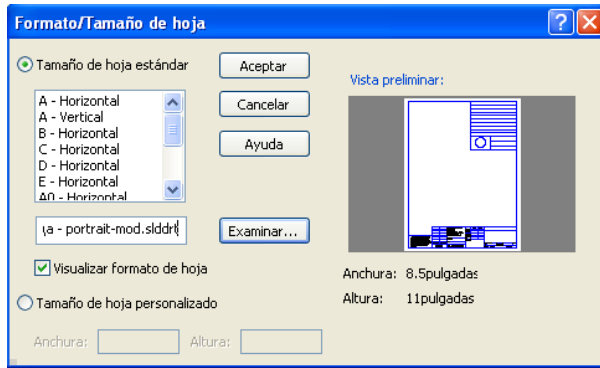 Formato/Tamaño de hoja
Tamaño de hoja estándar
A - Horizontal
A - Vertical
B - Horizontal
C - Horizontal
D - Horizontal
E - Horizontal
A0 - Horizontal
a - portrait-mod.slddrt
Examinar...
Visualizar formato de hoja
Tamaño de hoja personalizado
Anchura:
Altura:
Aceptar
Cancelar
Ayuda
Vista preliminar:
Anchura: 8.5pulgadas
Altura: 11pulgadas